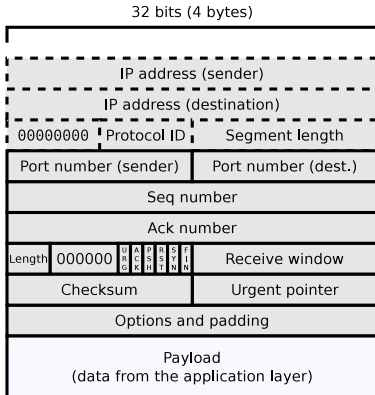 32 bits (4 bytes)
IP address (sender)
IP address (destination)
00000000 Protocol ID Segment length
Port number (sender) Port number (dest.)
Seq number
Ack number
Length 000000 URG ACK PSH RST SYN FIN Receive window
Checksum Urgent pointer
Options and padding
Payload
(data from the application layer)